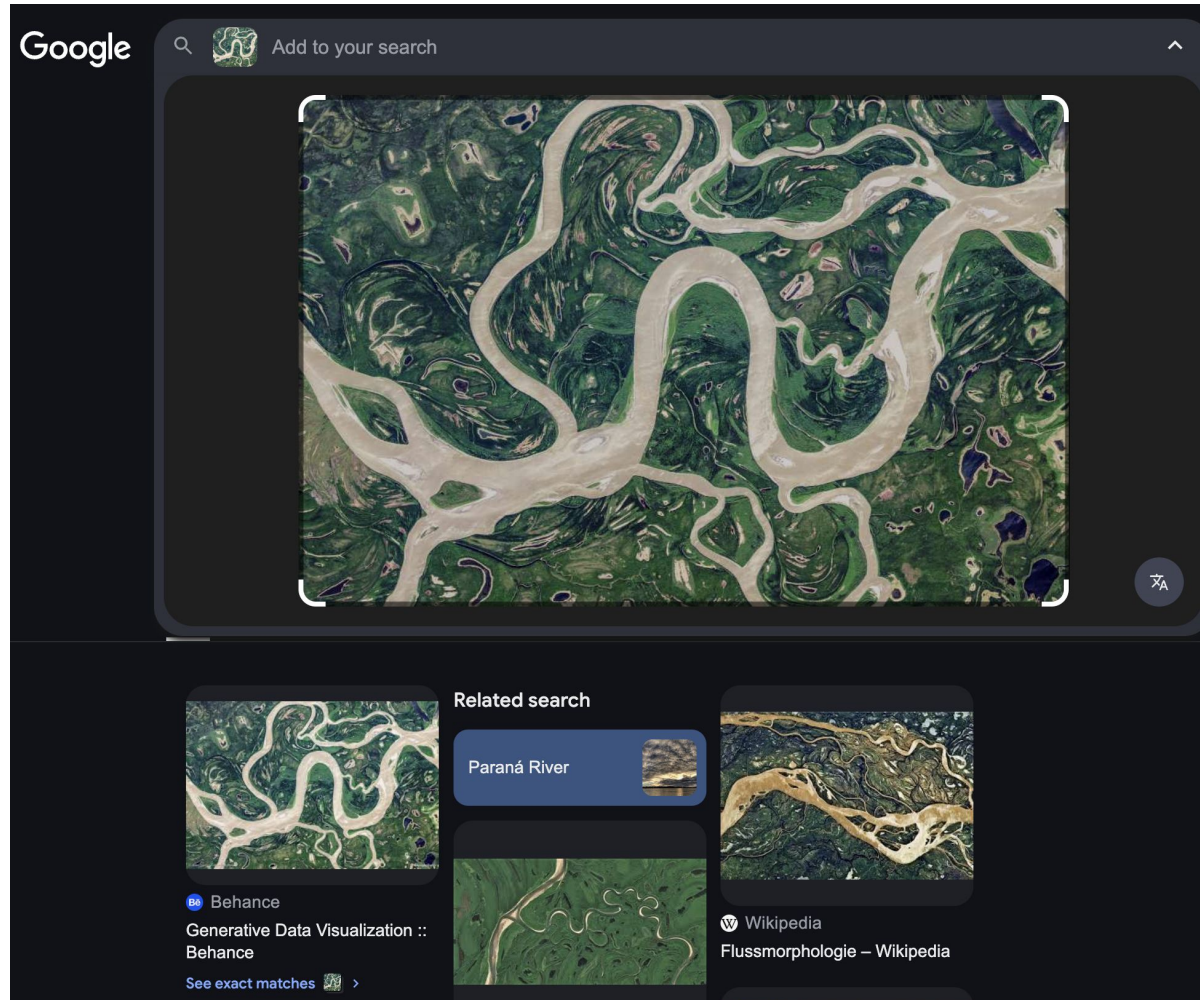 Google
Add to your search
Related search
Paraná River
Bē Behance
Generative Data Visualization ::
Behance
See exact matches
W Wikipedia
Flussmorphologie – Wikipedia